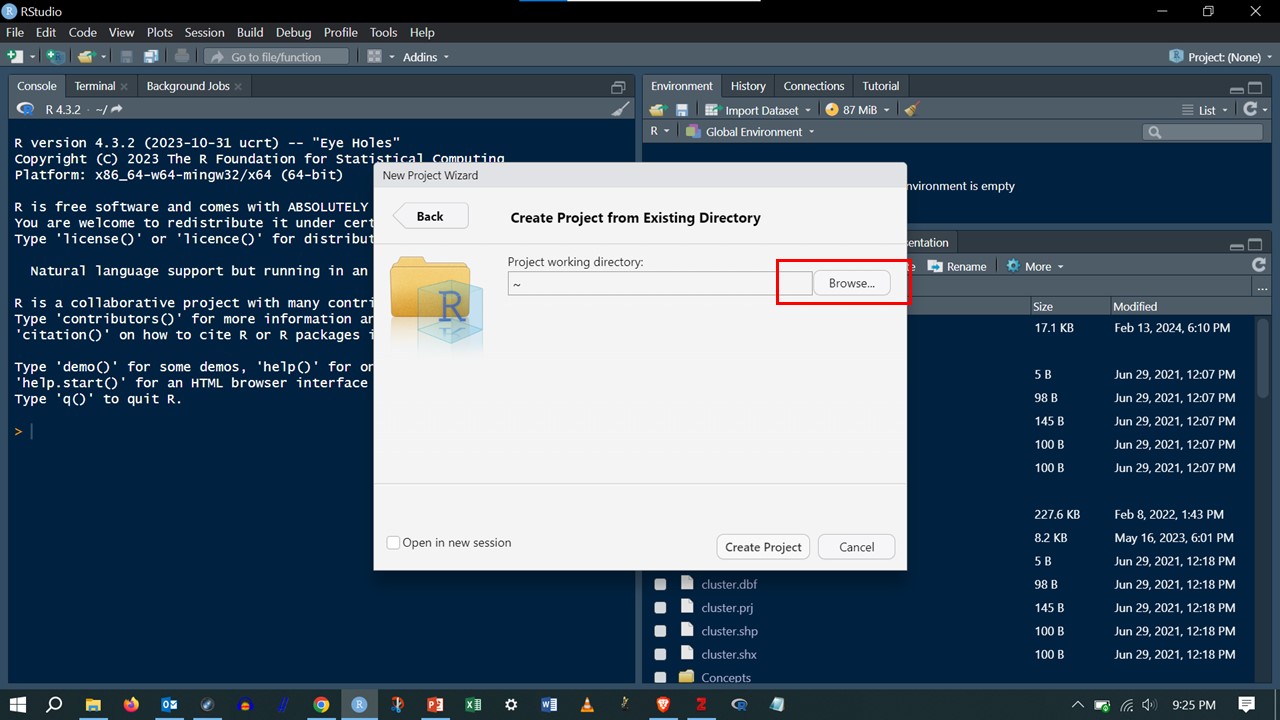 RStudio
File Edit Code View Plots Session Build Debug Profile Tools Help
Go to file/function Addins Project: (None)
Console Terminal Background Jobs
R 4.3.2 · ~/
R version 4.3.2 (2023-10-31 ucrt) -- "Eye Holes"
Copyright (C) 2023 The R Foundation for Statistical Computing
Platform: x86_64-w64-mingw32/x64 (64-bit)
R is free software and comes with ABSOLUTELY
You are welcome to redistribute it under cert
Type 'license()' or 'licence()' for distribut
Natural language support but running in an
R is a collaborative project with many contri
Type 'contributors()' for more information an
'citation()' on how to cite R or R packages i
Type 'demo()' for some demos, 'help()' for on
'help.start()' for an HTML browser interface
Type 'q()' to quit R.
>
New Project Wizard
Back
Create Project from Existing Directory
Project working directory:
~
Browse...
R
Open in new session
Create Project Cancel
Environment History Connections Tutorial
Import Dataset 87 MiB List
R Global Environment
nvironment is empty
entation
Rename More
...
Size Modified
17.1 KB Feb 13, 2024, 6:10 PM
5 B Jun 29, 2021, 12:07 PM
98 B Jun 29, 2021, 12:07 PM
145 B Jun 29, 2021, 12:07 PM
100 B Jun 29, 2021, 12:07 PM
100 B Jun 29, 2021, 12:07 PM
227.6 KB Feb 8, 2022, 1:43 PM
8.2 KB May 16, 2023, 6:01 PM
5 B Jun 29, 2021, 12:18 PM
cluster.dbf 98 B Jun 29, 2021, 12:18 PM
cluster.prj 145 B Jun 29, 2021, 12:18 PM
cluster.shp 100 B Jun 29, 2021, 12:18 PM
cluster.shx 100 B Jun 29, 2021, 12:18 PM
Concepts
9:25 PM